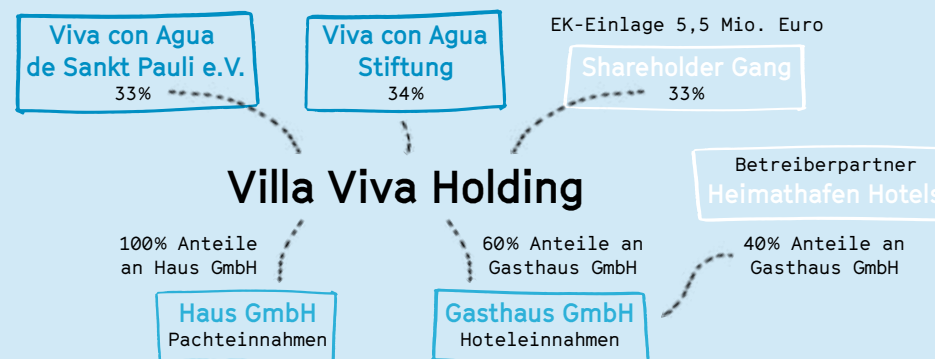 Viva con Agua
de Sankt Pauli e.V.
33%
Viva con Agua
Stiftung
34%
EK-Einlage 5,5 Mio. Euro
Shareholder Gang
33%
Villa Viva Holding
Betreiberpartner
Heimathafen Hotels
100% Anteile
an Haus GmbH
60% Anteile an
Gasthaus GmbH
40% Anteile an
Gasthaus GmbH
Haus GmbH
Pachteinnahmen
Gasthaus GmbH
Hoteleinnahmen